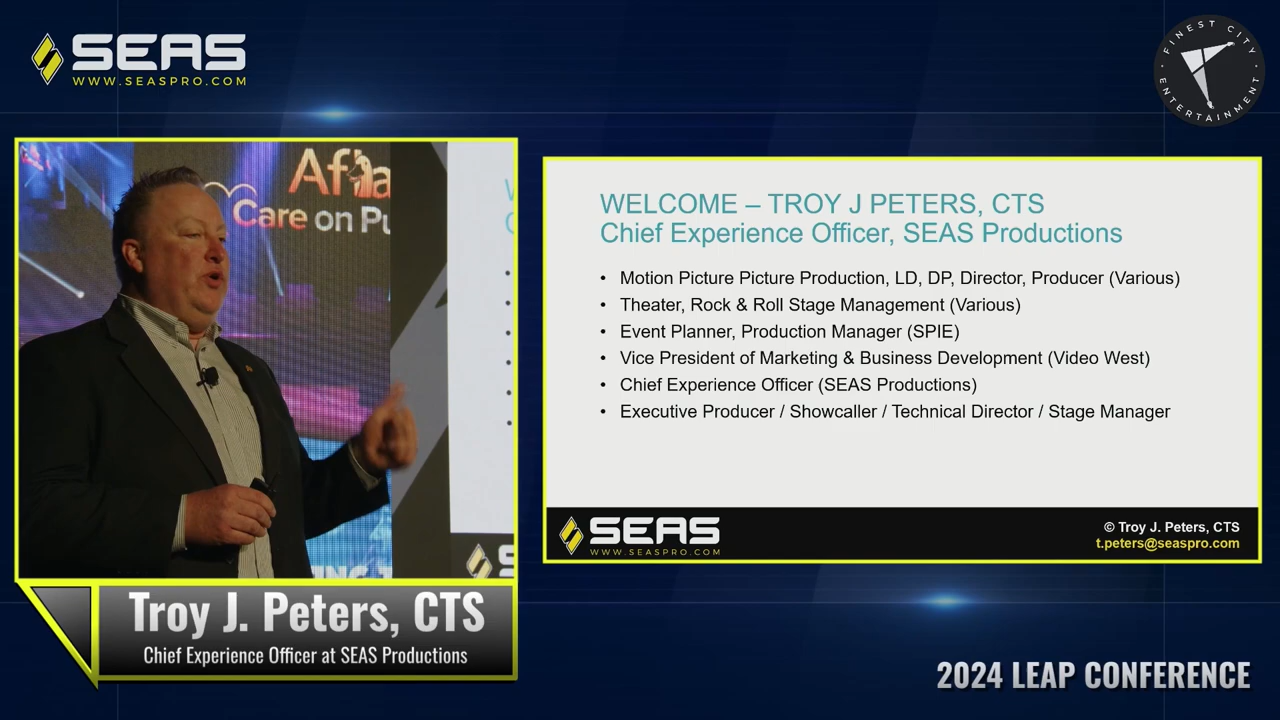 SEAS
WWW.SEASPRO.COM
FINEST CITY
ENTERTAINMENT
Care on
WELCOME – TROY J PETERS, CTS
Chief Experience Officer, SEAS Productions
• Motion Picture Picture Production, LD, DP, Director, Producer (Various)
• Theater, Rock & Roll Stage Management (Various)
• Event Planner, Production Manager (SPIE)
• Vice President of Marketing & Business Development (Video West)
• Chief Experience Officer (SEAS Productions)
• Executive Producer / Showcaller / Technical Director / Stage Manager
SEAS
WWW.SEASPRO.COM
© Troy J. Peters, CTS
t.peters@seaspro.com
Troy J. Peters, CTS
Chief Experience Officer at SEAS Productions
2024 LEAP CONFERENCE